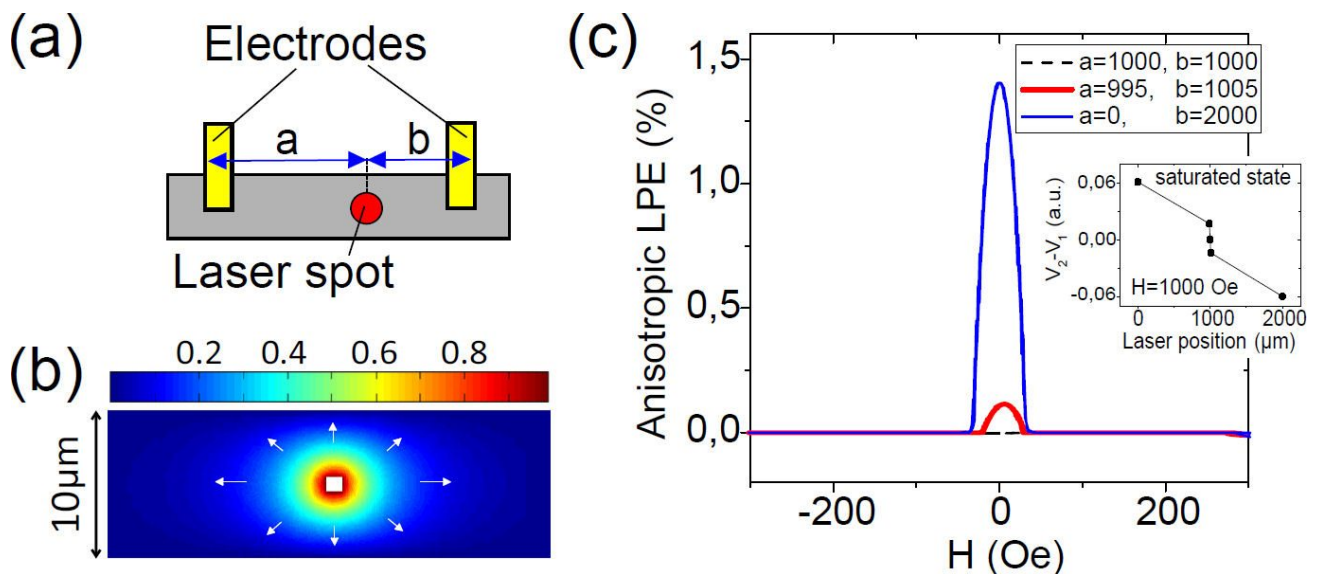 (a)
Electrodes
a
b
Laser spot
(b)
0.2 0.4 0.6 0.8
10μm
(c)
Anisotropic LPE (%)
1,5
1,0
0,5
0,0
-200 0 200
H (Oe)
a=1000, b=1000
a=995, b=1005
a=0, b=2000
saturated state
V₂-V₁ (a.u.)
0,06
0,00
-0,06
H=1000 Oe
0 1000 2000
Laser position (μm)